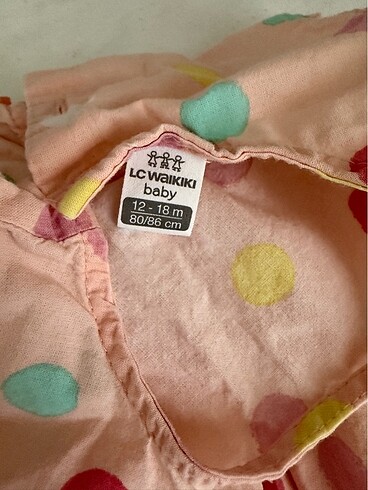 LC WaIKIKI
baby
12 - 18 m
80/86 cm